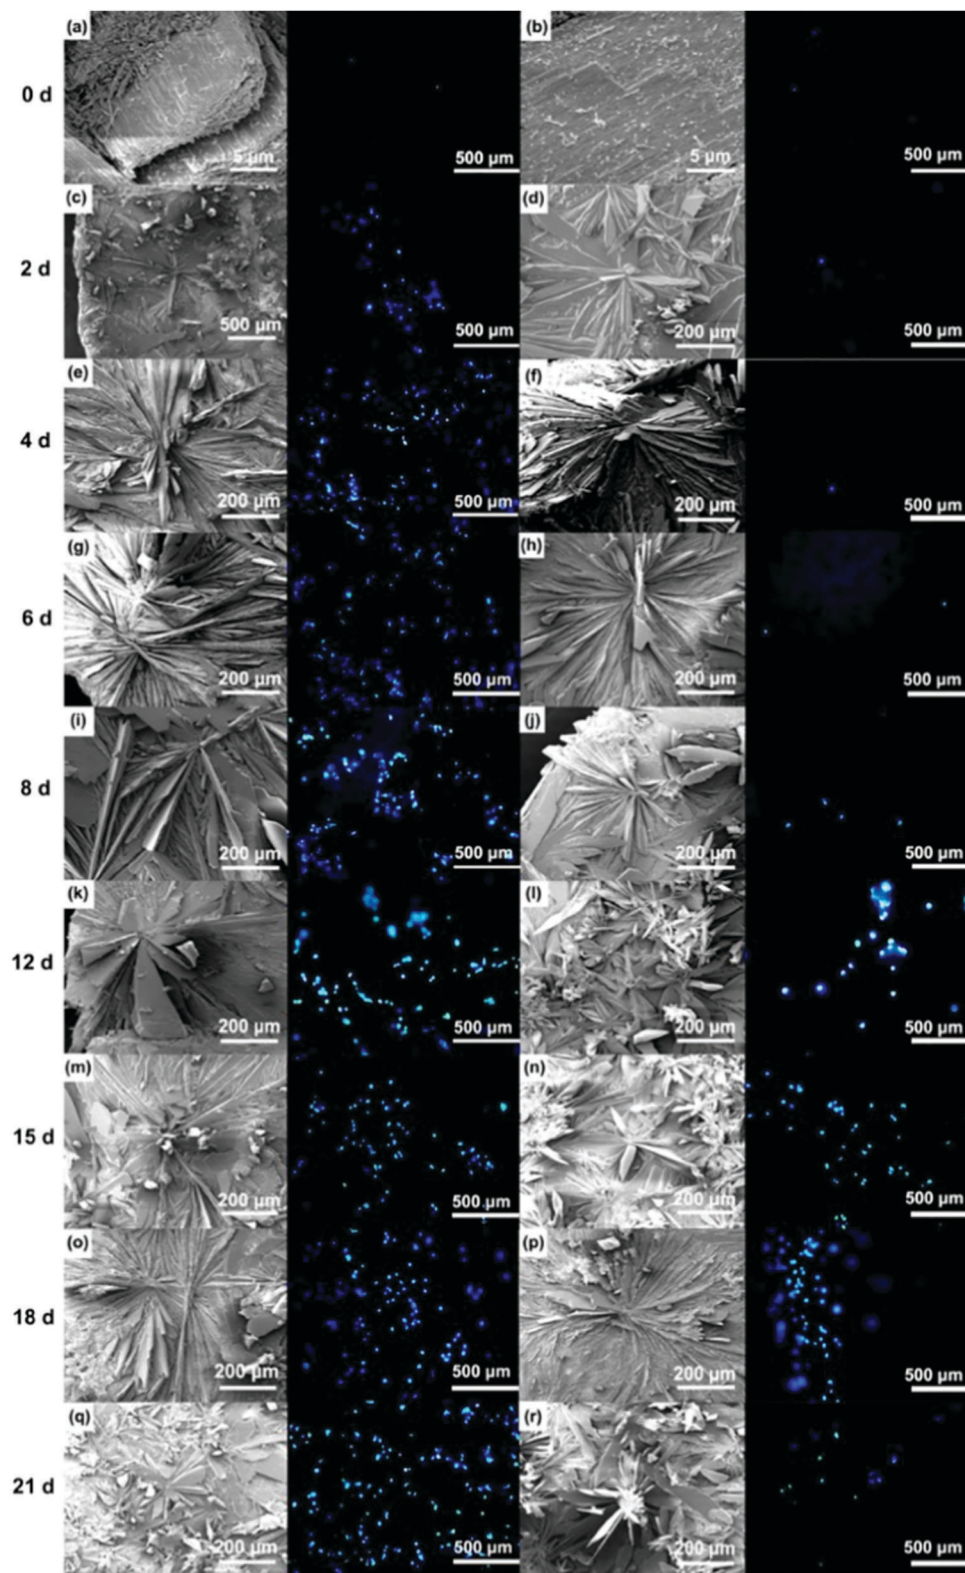 (a) (b)
0 d
5 µm 500 µm 5 µm 500 µm
(c) (d)
2 d
500 µm 500 µm 200 µm 500 µm
(e) (f)
4 d
200 µm 500 µm 200 µm 500 µm
(g) (h)
6 d
200 µm 500 µm 200 µm 500 µm
(i) (j)
8 d
200 µm 500 µm 200 µm 500 µm
(k) (l)
12 d
200 µm 500 µm 200 µm 500 µm
(m) (n)
15 d
200 µm 500 µm 200 µm 500 µm
(o) (p)
18 d
200 µm 500 µm 200 µm 500 µm
(q) (r)
21 d
200 µm 500 µm 200 µm 500 µm